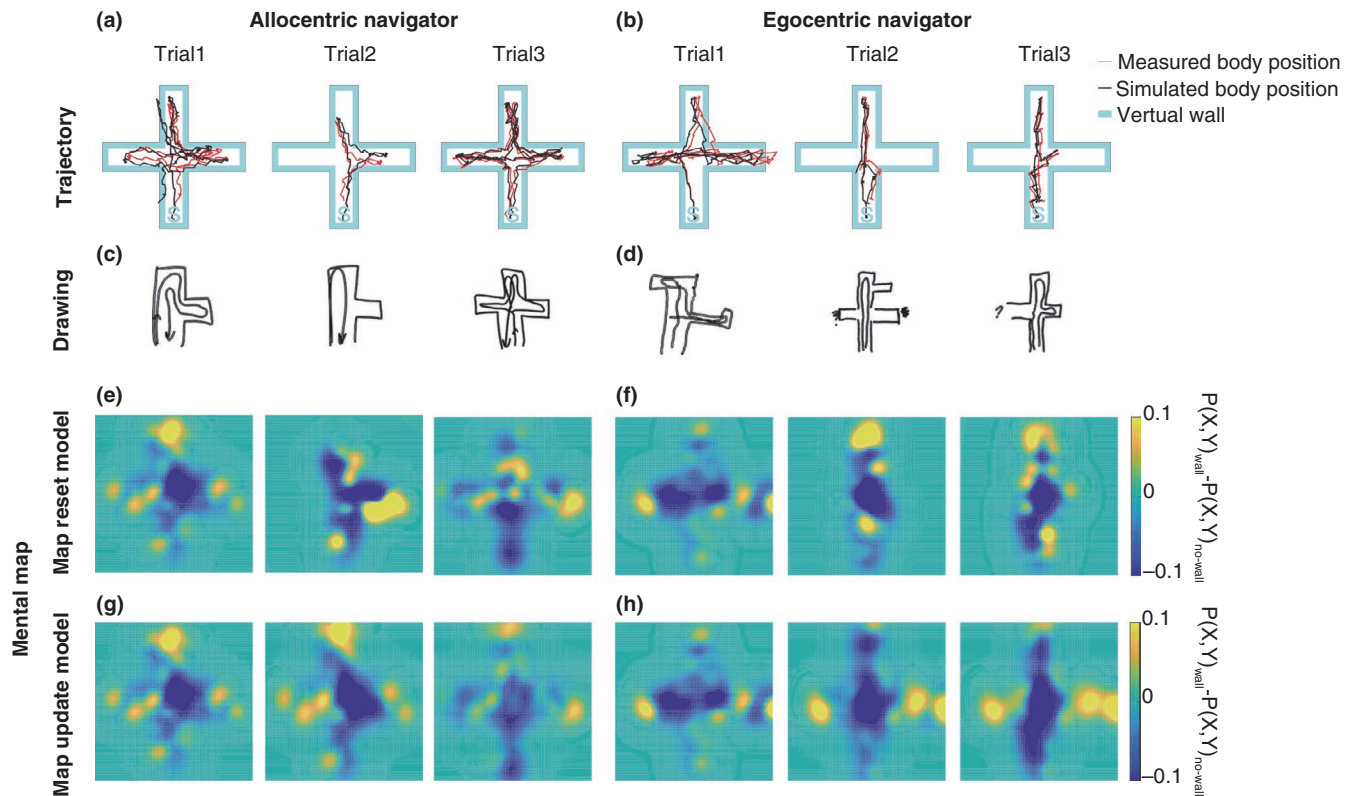 (a) Allocentric navigator
(b) Egocentric navigator
Trial1 Trial2 Trial3
Trial1 Trial2 Trial3
Measured body position
Simulated body position
Vertual wall
Trajectory
S S S
S S S
(c)
(d)
Drawing
? ?
(e)
(f)
Mental map
Map reset model
0.1
0
–0.1
P(X,Y)wall-P(X,Y)no-wall
(g)
(h)
Map update model
0.1
0
–0.1
P(X,Y)wall-P(X,Y)no-wall